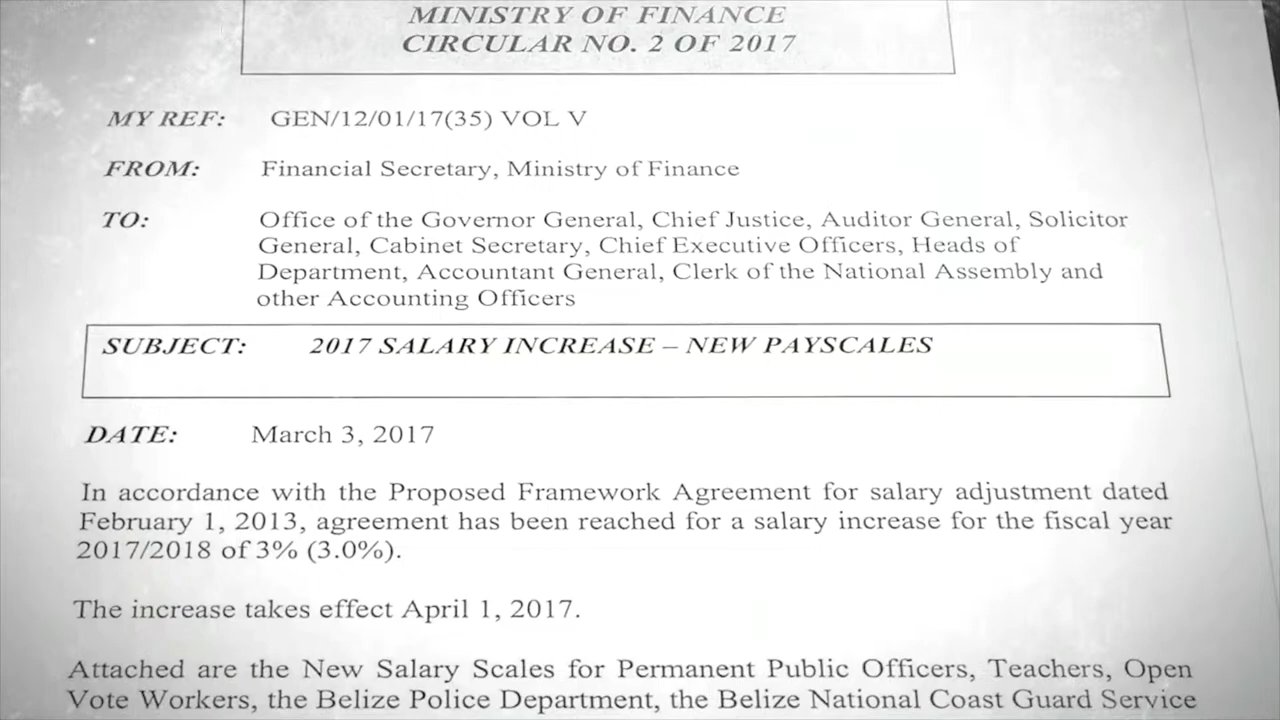 MINISTRY OF FINANCE
CIRCULAR NO. 2 OF 2017
MY REF: GEN/12/01/17(35) VOL V
FROM: Financial Secretary, Ministry of Finance
TO: Office of the Governor General, Chief Justice, Auditor General, Solicitor
General, Cabinet Secretary, Chief Executive Officers, Heads of
Department, Accountant General, Clerk of the National Assembly and
other Accounting Officers
SUBJECT: 2017 SALARY INCREASE – NEW PAYSCALES
DATE: March 3, 2017
In accordance with the Proposed Framework Agreement for salary adjustment dated
February 1, 2013, agreement has been reached for a salary increase for the fiscal year
2017/2018 of 3% (3.0%).
The increase takes effect April 1, 2017.
Attached are the New Salary Scales for Permanent Public Officers, Teachers, Open
Vote Workers, the Belize Police Department, the Belize National Coast Guard Service